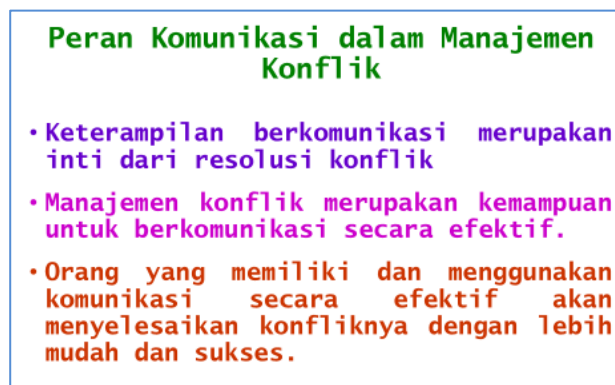 Peran Komunikasi dalam Manajemen
Konflik
• Keterampilan berkomunikasi merupakan
inti dari resolusi konflik
• Manajemen konflik merupakan kemampuan
untuk berkomunikasi secara efektif.
• Orang yang memiliki dan menggunakan
komunikasi secara efektif akan
menyelesaikan konfliknya dengan lebih
mudah dan sukses.